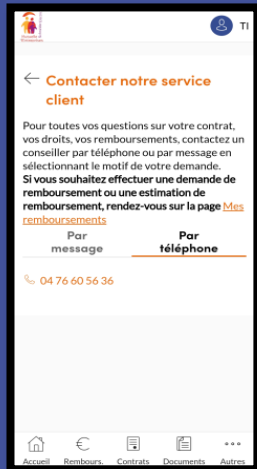 TI
← Contacter notre service
client
Pour toutes vos questions sur votre contrat,
vos droits, vos remboursements, contactez un
conseiller par téléphone ou par message en
sélectionnant le motif de votre demande.
Si vous souhaitez effectuer une demande de
remboursement ou une estimation de
remboursement, rendez-vous sur la page Mes
remboursements
Par
message
Par
téléphone
04 76 60 56 36
Accueil Rembours. Contrats Documents Autres